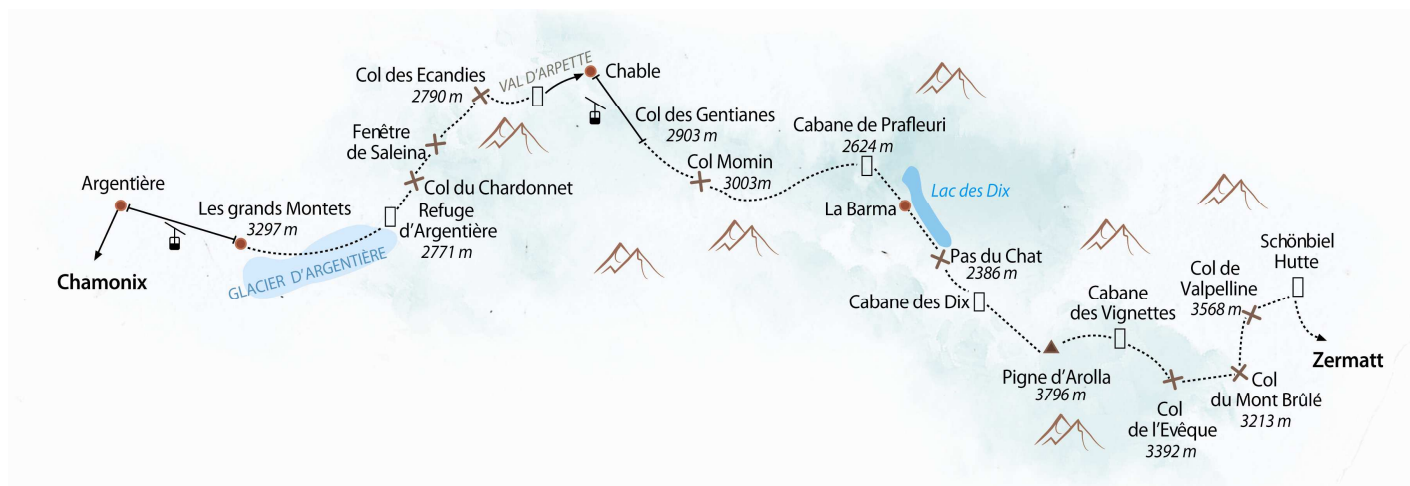 Argentière
Chamonix
Les grands Montets
3297 m
GLACIER D'ARGENTIÈRE
Refuge
d'Argentière
2771 m
Col du Chardonnet
Fenêtre
de Saleina
Col des Ecandies
2790 m
VAL D'ARPETTE
Chable
Col des Gentianes
2903 m
Col Momin
3003m
Cabane de Prafleuri
2624 m
Lac des Dix
La Barma
Pas du Chat
2386 m
Cabane des Dix
Pigne d'Arolla
3796 m
Cabane
des Vignettes
Col
de l'Evêque
3392 m
Col
du Mont Brûlé
3213 m
Col de
Valpelline
3568 m
Schönbiel
Hutte
Zermatt